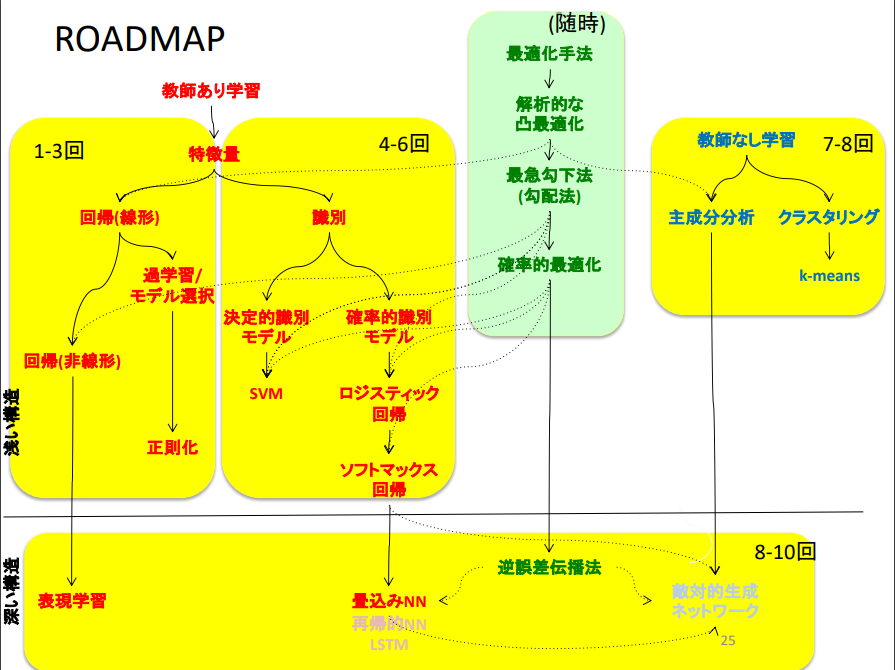 ROADMAP
(随時)
最適化手法
教師あり学習
解析的な
凸最適化
1-3回
特徴量
4-6回
教師なし学習
7-8回
最急勾下法
(勾配法)
回帰(線形)
識別
主成分分析
クラスタリング
確率的最適化
過学習/
モデル選択
k-means
決定的識別
モデル
確率的識別
モデル
回帰(非線形)
SVM
ロジスティック
回帰
浅い構造
正則化
ソフトマックス
回帰
8-10回
深い構造
逆誤差伝播法
表現学習
畳込みNN
再帰的NN
LSTM
敵対的生成
ネットワーク
25